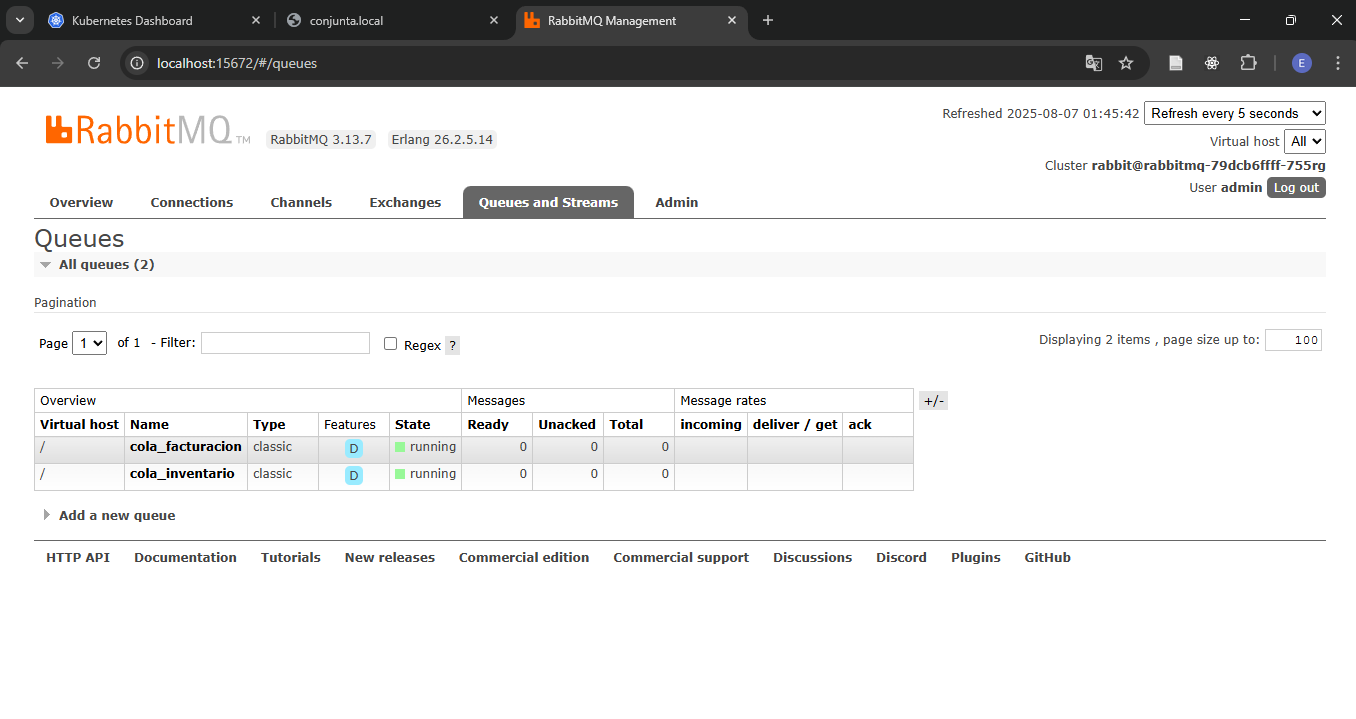 Kubernetes Dashboard conjunta.local RabbitMQ Management
localhost:15672/#/queues E
Refreshed 2025-08-07 01:45:42 Refresh every 5 seconds
RabbitMQ TM RabbitMQ 3.13.7 Erlang 26.2.5.14
Virtual host All
Cluster rabbit@rabbitmq-79dcb6ffff-755rg
User admin Log out
Overview Connections Channels Exchanges Queues and Streams Admin
Queues
All queues (2)
Pagination
Page 1 of 1 - Filter: Regex ? Displaying 2 items , page size up to: 100
Overview Messages Message rates +/-
Virtual host Name Type Features State Ready Unacked Total incoming deliver / get ack
/ cola_facturacion classic D running 0 0 0
/ cola_inventario classic D running 0 0 0
Add a new queue
HTTP API Documentation Tutorials New releases Commercial edition Commercial support Discussions Discord Plugins GitHub